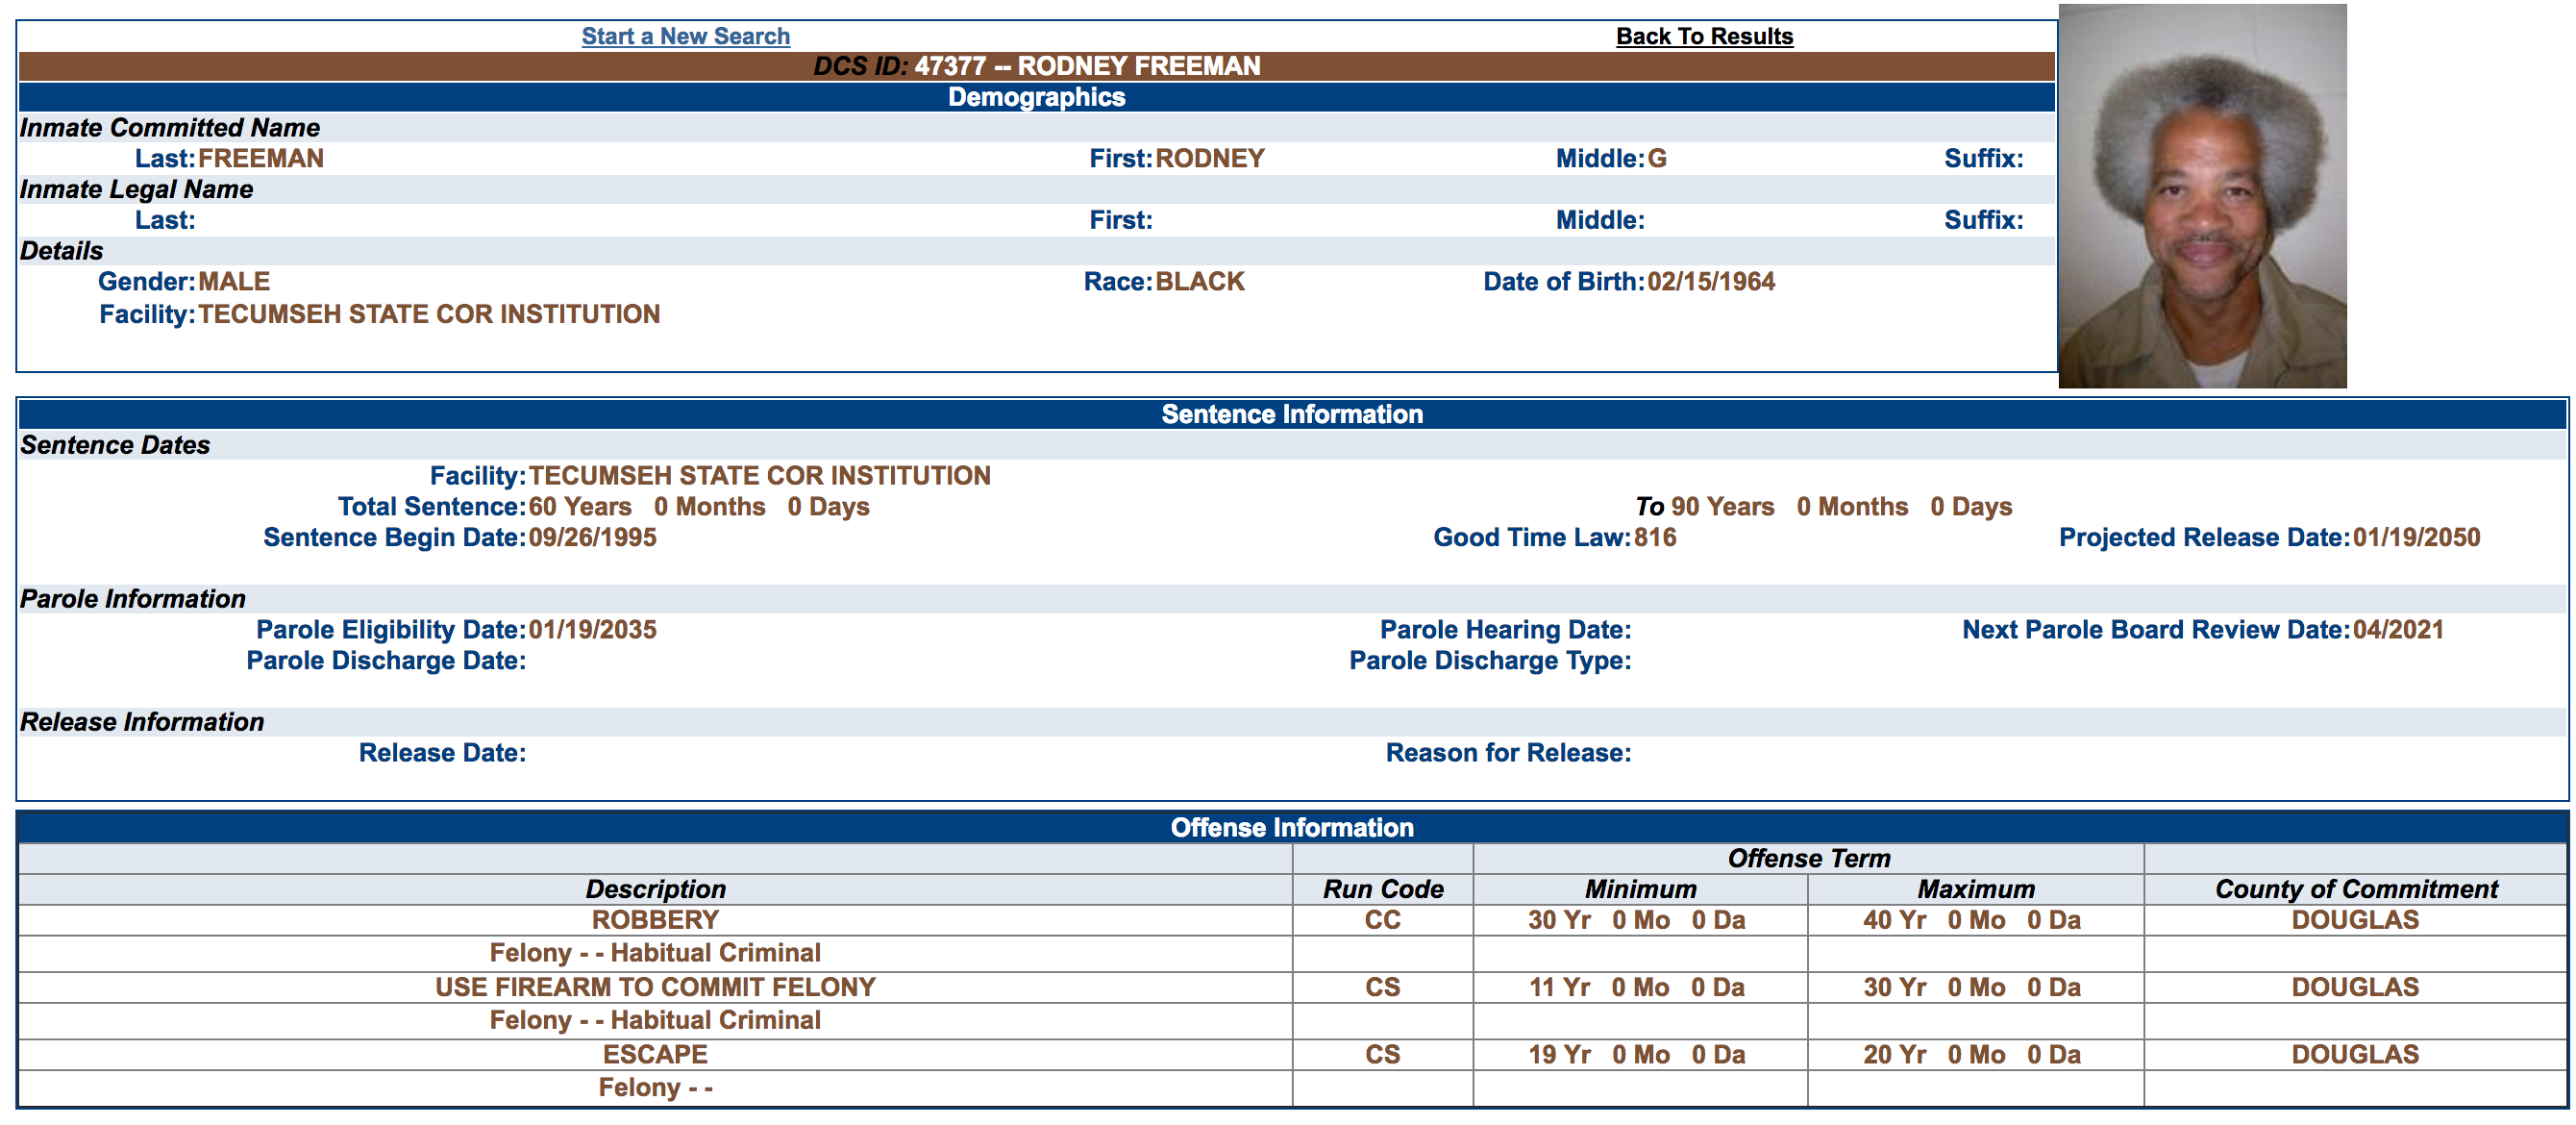 Start a New Search Back To Results
DCS ID: 47377 -- RODNEY FREEMAN
Demographics
Inmate Committed Name
Last: FREEMAN First: RODNEY Middle: G Suffix:
Inmate Legal Name
Last: First: Middle: Suffix:
Details
Gender: MALE Race: BLACK Date of Birth: 02/15/1964
Facility: TECUMSEH STATE COR INSTITUTION
Sentence Information
Sentence Dates
Facility: TECUMSEH STATE COR INSTITUTION
Total Sentence: 60 Years 0 Months 0 Days To 90 Years 0 Months 0 Days
Sentence Begin Date: 09/26/1995 Good Time Law: 816 Projected Release Date: 01/19/2050
Parole Information
Parole Eligibility Date: 01/19/2035 Parole Hearing Date: Next Parole Board Review Date: 04/2021
Parole Discharge Date: Parole Discharge Type:
Release Information
Release Date: Reason for Release:
Offense Information
Offense Term
Description Run Code Minimum Maximum County of Commitment
ROBBERY CC 30 Yr 0 Mo 0 Da 40 Yr 0 Mo 0 Da DOUGLAS
Felony - - Habitual Criminal
USE FIREARM TO COMMIT FELONY CS 11 Yr 0 Mo 0 Da 30 Yr 0 Mo 0 Da DOUGLAS
Felony - - Habitual Criminal
ESCAPE CS 19 Yr 0 Mo 0 Da 20 Yr 0 Mo 0 Da DOUGLAS
Felony - -